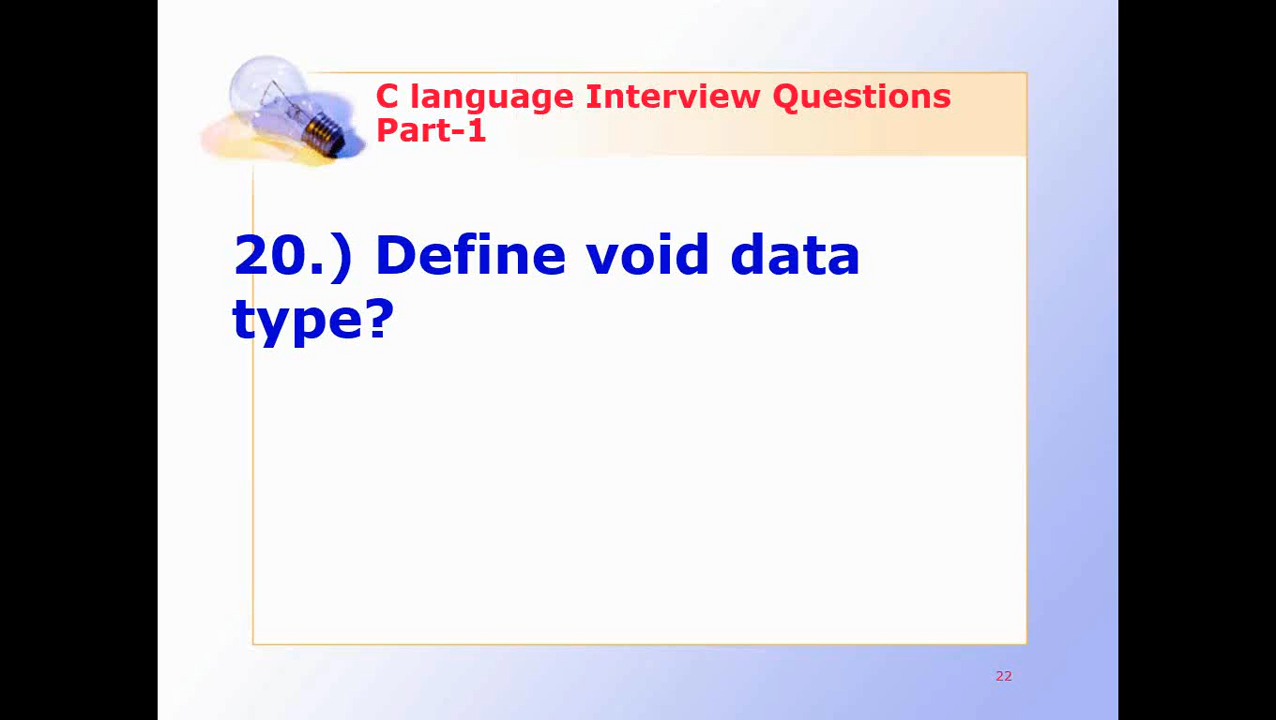 C language Interview Questions
Part-1
20.) Define void data
type?
22